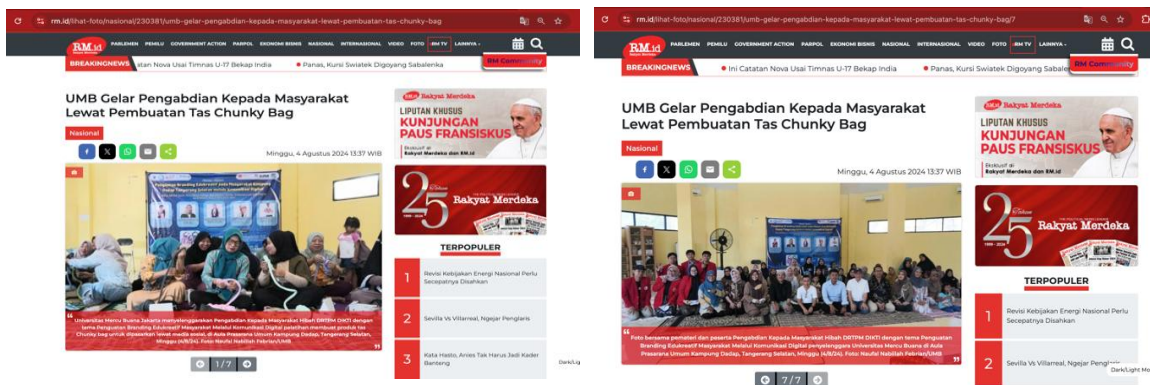 rm.id/lihat-foto/nasional/230381/umb-gelar-pengabdian-kepada-masyarakat-lewat-pembuatan-tas-chunky-bag
RM.id
PARLEMEN PEMILU GOVERNMENT ACTION PARPOL EKONOMI BISNIS NASIONAL INTERNASIONAL VIDEO FOTO RM TV LAINNYA
BREAKINGNEWS
atan Nova Usai Timnas U-17 Bekap India
Panas, Kursi Swiatek Digoyang Sabalenka
RM Community
UMB Gelar Pengabdian Kepada Masyarakat
Lewat Pembuatan Tas Chunky Bag
Nasional
Minggu, 4 Agustus 2024 13:37 WIB
Universitas Mercu Buana Jakarta menyelenggarakan Pengabdian Kepada Masyarakat Hibah DRTPM DIKTI dengan
tema Penguatan Branding Edukreatif Masyarakat Melalui Komunikasi Digital pelatihan membuat produk tas
Chunky bag untuk dipasarkan lewat media sosial, di Aula Prasarana Umum Kampung Dadap, Tangerang Selatan,
Minggu (4/8/24). Foto: Naufal Nabillah Febrian/UMB
1/7
Rakyat Merdeka
LIPUTAN KHUSUS
KUNJUNGAN
PAUS FRANSISKUS
Eksklusif di
Rakyat Merdeka dan RM.id
25
Rakyat Merdeka
TERPOPULER
1
Revisi Kebijakan Energi Nasional Perlu
Secepatnya Disahkan
2
Sevilla Vs Villarreal, Ngejar Penglaris
3
Kata Hasto, Anies Tak Harus Jadi Kader
Banteng
Dark/Lig
rm.id/lihat-foto/nasional/230381/umb-gelar-pengabdian-kepada-masyarakat-lewat-pembuatan-tas-chunky-bag/7
RM.id
PARLEMEN PEMILU GOVERNMENT ACTION PARPOL EKONOMI BISNIS NASIONAL INTERNASIONAL VIDEO FOTO RM TV LAINNYA
BREAKINGNEWS
Ini Catatan Nova Usai Timnas U-17 Bekap India
Panas, Kursi Swiatek Digoyang Sabale
RM Community
UMB Gelar Pengabdian Kepada Masyarakat
Lewat Pembuatan Tas Chunky Bag
Nasional
Minggu, 4 Agustus 2024 13:37 WIB
Foto bersama pemateri dan peserta Pengabdian Kepada Masyarakat Hibah DRTPM DIKTI dengan tema Penguatan
Branding Edukreatif Masyarakat Melalui Komunikasi Digital penyelenggara Universitas Mercu Buana di Aula
Prasarana Umum Kampung Dadap, Tangerang Selatan, Minggu (4/8/24). Foto: Naufal Nabillah Febrian/UMB
7/7
Rakyat Merdeka
LIPUTAN KHUSUS
KUNJUNGAN
PAUS FRANSISKUS
Eksklusif di
Rakyat Merdeka dan RM.id
25
Rakyat Merdeka
TERPOPULER
1
Revisi Kebijakan Energi Nasional Perlu
Secepatnya Disahkan
2
Sevilla Vs Villarreal, Ngejar Penglaris
Dark/Light Mo